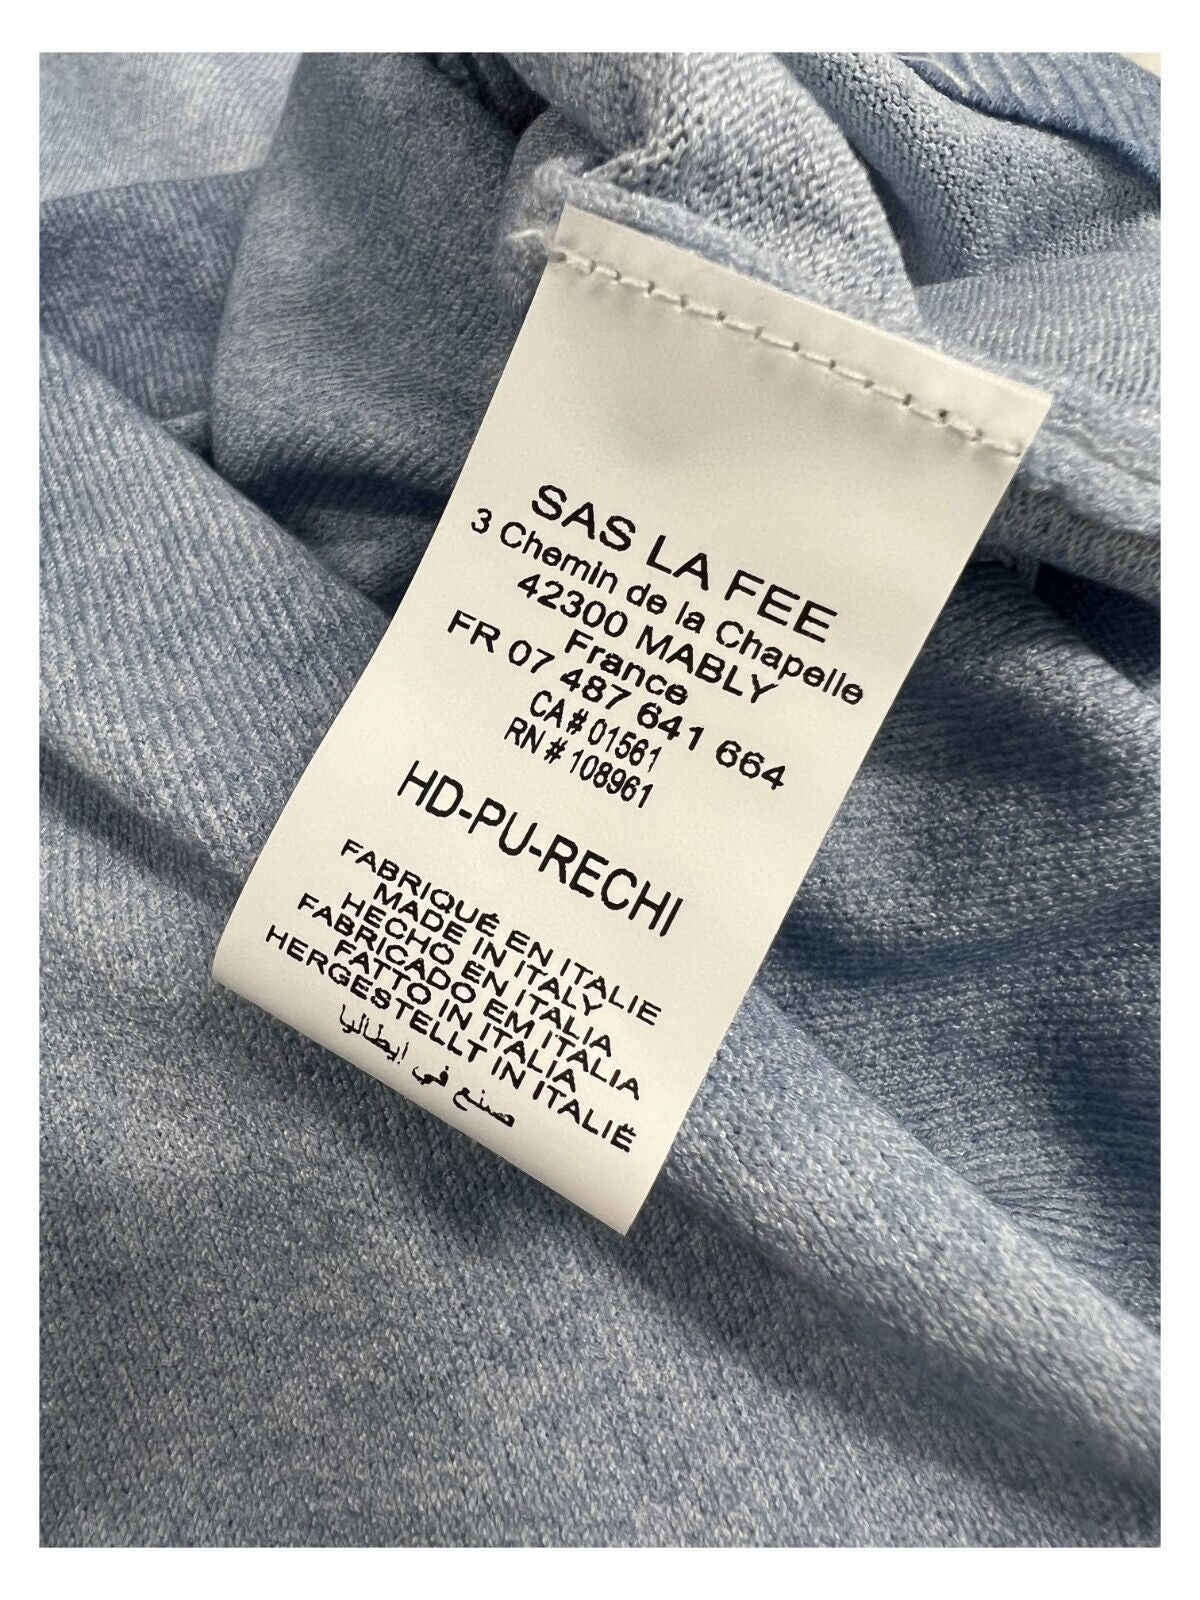 SAS LA FEE
3 Chemin de la Chapelle
42300 MABLY
France
FR 07 487 641 664
CA # 01561
RN # 108961
HD-PU-RECHI
FABRIQUÉ EN ITALIE
MADE IN ITALY
HECHO EN ITALIA
FABRICADO EM ITALIA
FATTO IN ITALIA
HERGESTELLT IN ITALIË
صنع في إيطاليا